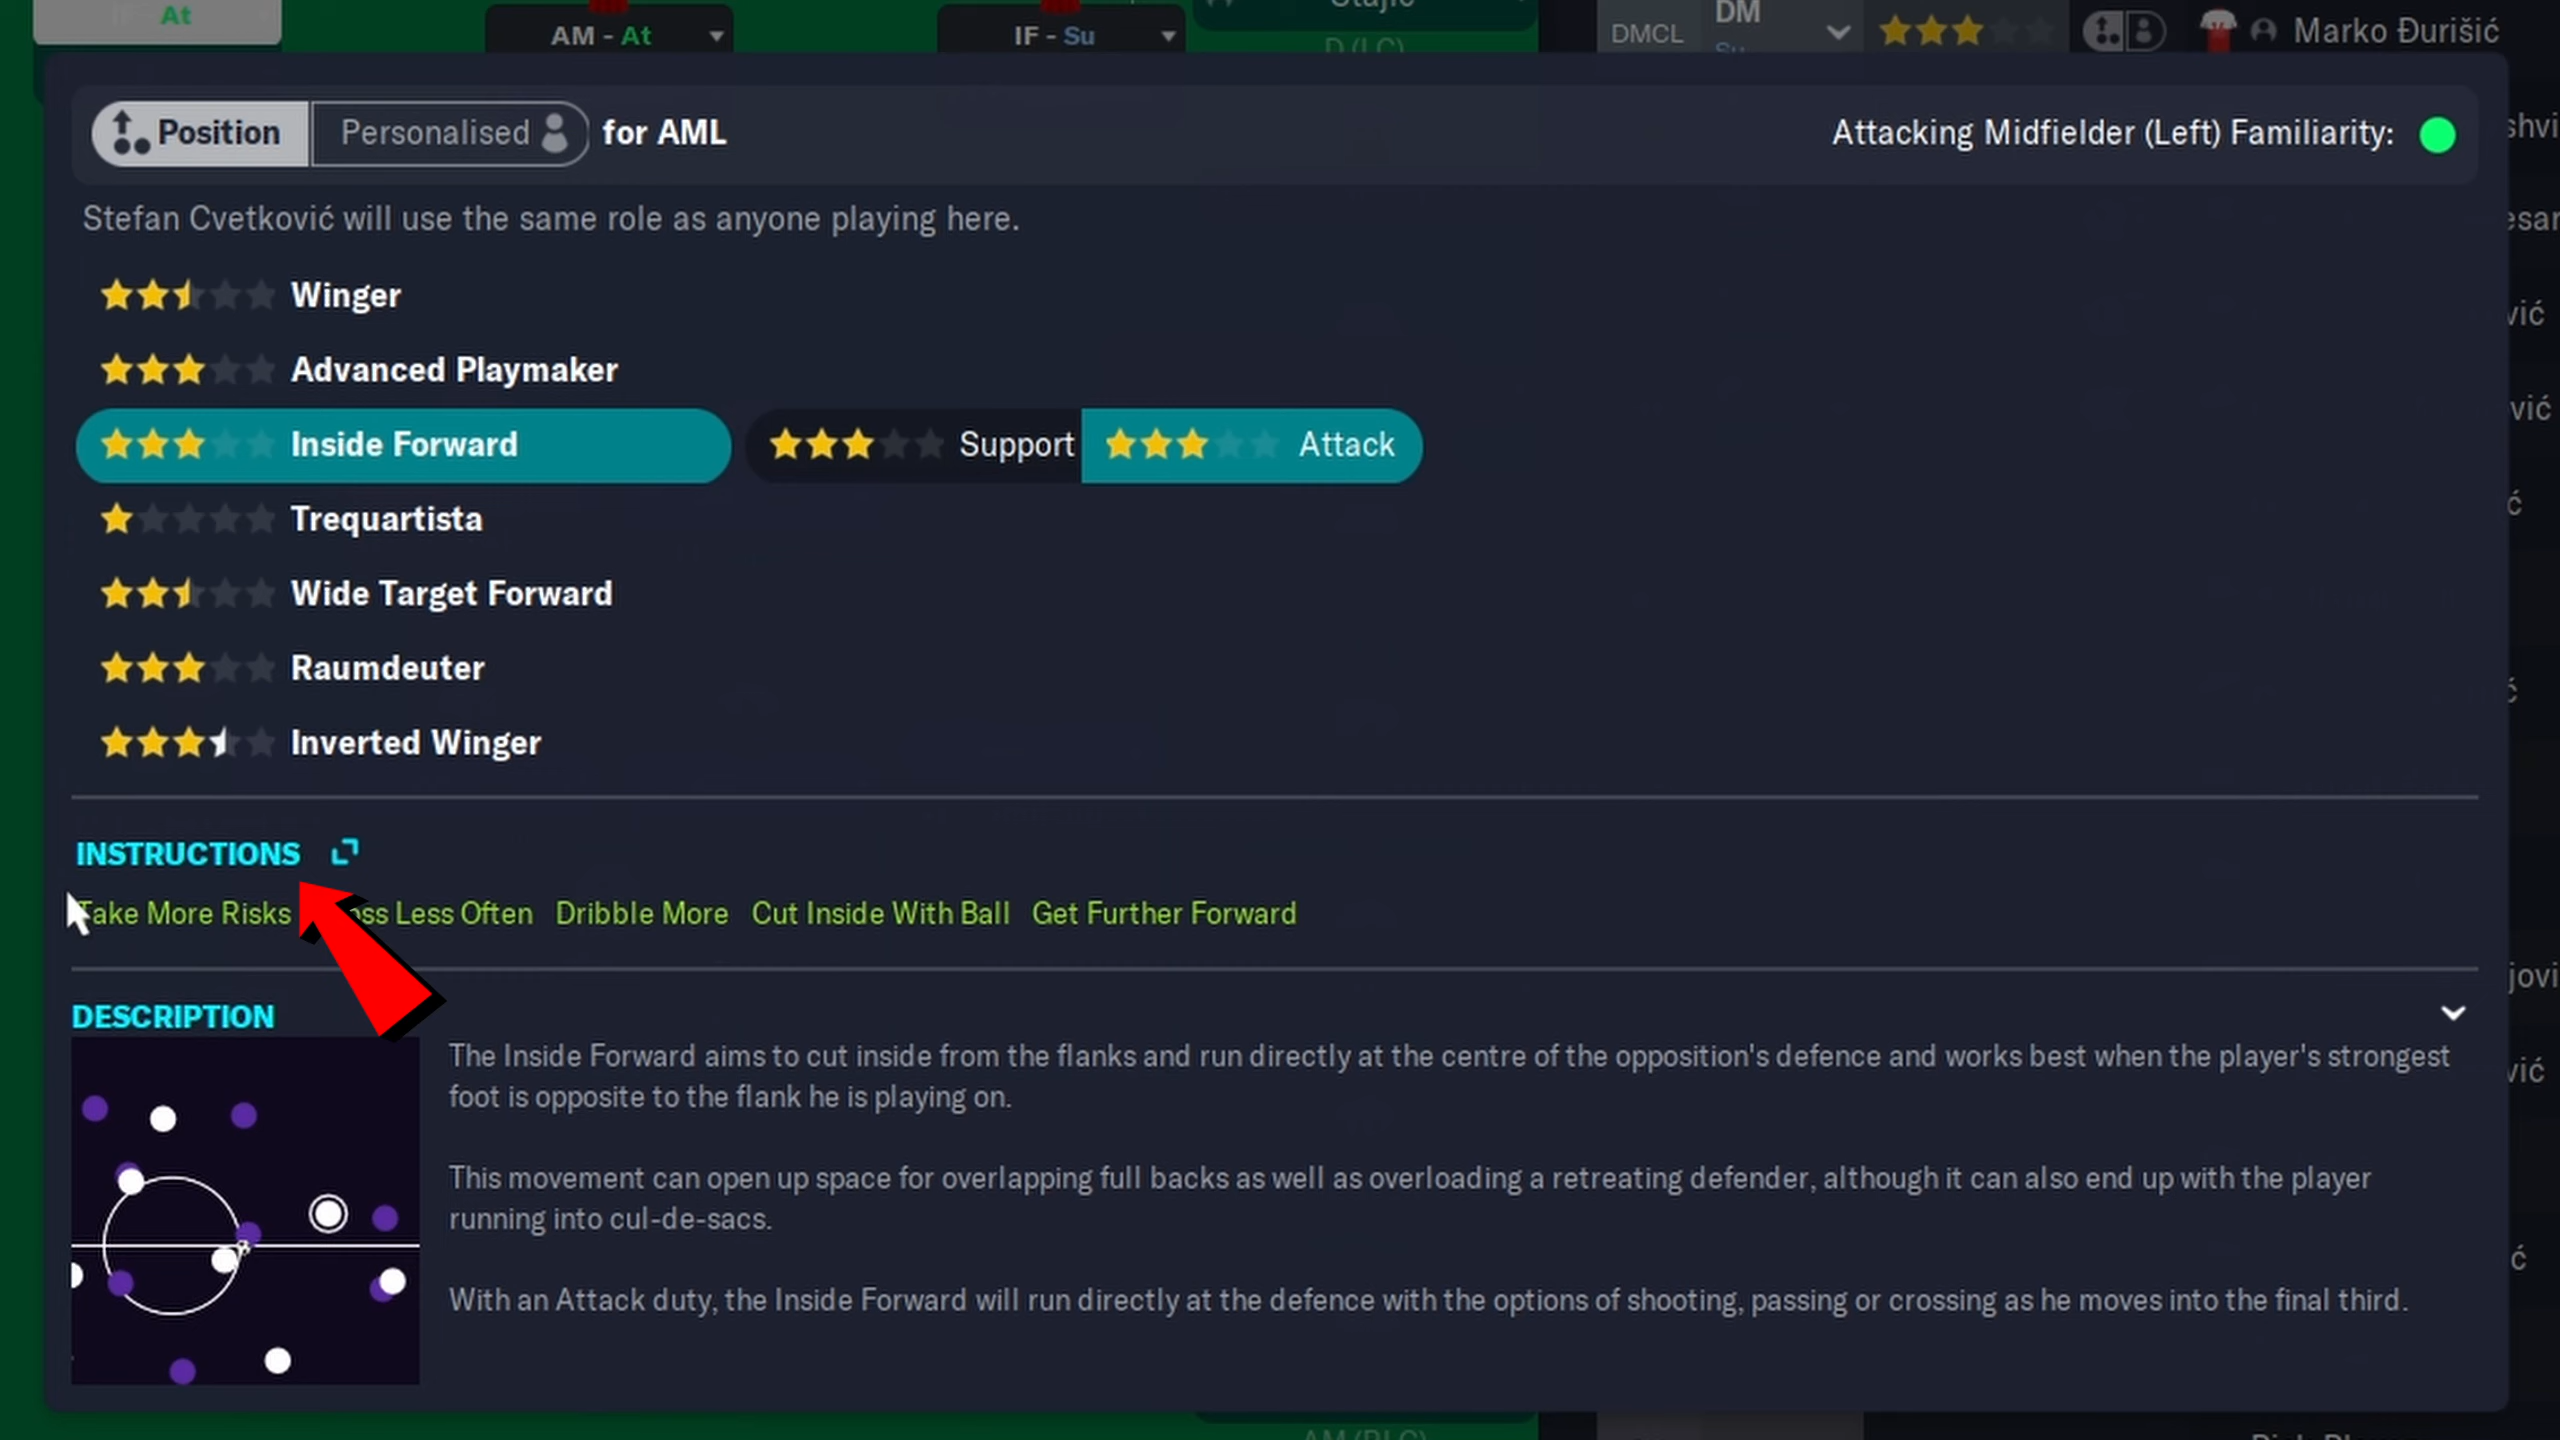 At
AM - At
IF - Su
DMCL
DM
Marko Đurišić
Position
Personalised
for AML
Attacking Midfielder (Left) Familiarity:
Stefan Cvetković will use the same role as anyone playing here.
Winger
Advanced Playmaker
Inside Forward
Support
Attack
Trequartista
Wide Target Forward
Raumdeuter
Inverted Winger
INSTRUCTIONS
Take More Risks
Less Often
Dribble More
Cut Inside With Ball
Get Further Forward
DESCRIPTION
The Inside Forward aims to cut inside from the flanks and run directly at the centre of the opposition's defence and works best when the player's strongest
foot is opposite to the flank he is playing on.
This movement can open up space for overlapping full backs as well as overloading a retreating defender, although it can also end up with the player
running into cul-de-sacs.
With an Attack duty, the Inside Forward will run directly at the defence with the options of shooting, passing or crossing as he moves into the final third.